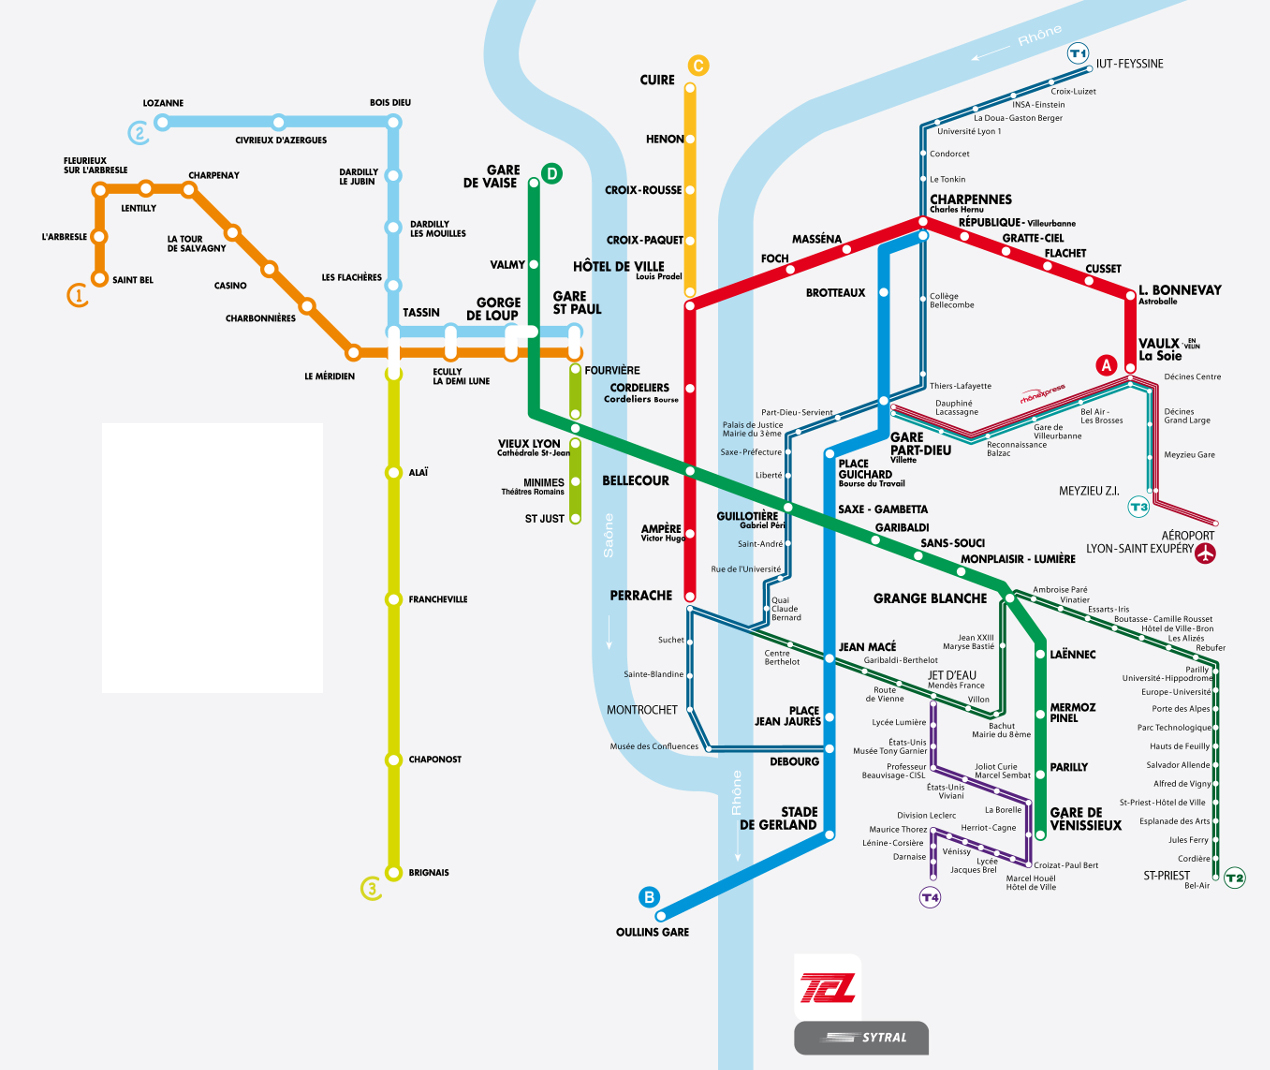 Rhône
T1
IUT-FEYSSINE
Croix-Luizet
INSA-Einstein
La Doua-Gaston Berger
Université Lyon 1
Condorcet
Le Tonkin
C
CUIRE
HENON
CROIX-ROUSSE
CROIX-PAQUET
HÔTEL DE VILLE
Louis Pradel
LOZANNE
2
CIVRIEUX D'AZERGUES
BOIS DIEU
DARDILLY
LE JUBIN
DARDILLY
LES MOUILLES
LES FLACHÈRES
TASSIN
FLEURIEUX
SUR L'ARBRESLE
LENTILLY
CHARPENAY
L'ARBRESLE
SAINT BEL
1
LA TOUR
DE SALVAGNY
CASINO
CHARBONNIÈRES
LE MÉRIDIEN
ECULLY
LA DEMI LUNE
GARE
DE VAISE
D
VALMY
GORGE
DE LOUP
GARE
ST PAUL
FOURVIÈRE
VIEUX LYON
Cathédrale St-Jean
MINIMES
Théâtres Romains
ST JUST
ALAÏ
FRANCHEVILLE
CHAPONOST
BRIGNAIS
3
CHARPENNES
Charles Hernu
RÉPUBLIQUE - Villeurbanne
GRATTE-CIEL
FLACHET
CUSSET
L. BONNEVAY
Astroballe
VAULX EN VELIN
La Soie
A
MASSÉNA
FOCH
BROTTEAUX
Collège
Bellecombe
Thiers-Lafayette
CORDELIERS
Cordeliers Bourse
BELLECOUR
AMPÈRE
Victor Hugo
PERRACHE
Part-Dieu-Servient
Palais de Justice
Mairie du 3ème
Saxe-Préfecture
Liberté
GUILLOTIÈRE
Gabriel Péri
Saint-André
Rue de l'Université
Quai
Claude
Bernard
Dauphiné
Lacassagne
rhônexpress
Reconnaissance
Balzac
Gare de
Villeurbanne
Bel Air -
Les Brosses
Décines Centre
Décines
Grand Large
Meyzieu Gare
MEYZIEU Z.I.
T3
AÉROPORT
LYON-SAINT EXUPÉRY
GARE
PART-DIEU
Villette
PLACE
GUICHARD
Bourse du Travail
SAXE - GAMBETTA
GARIBALDI
SANS-SOUCI
MONPLAISIR - LUMIÈRE
GRANGE BLANCHE
Ambroise Paré
Vinatier
Essarts-Iris
Boutasse-Camille Rousset
Hôtel de Ville-Bron
Les Alizés
Rebufer
Parilly
Université-Hippodrome
Europe-Université
Porte des Alpes
Parc Technologique
Hauts de Feuilly
Salvador Allende
Alfred de Vigny
St-Priest-Hôtel de Ville
Esplanade des Arts
Jules Ferry
Cordière
ST-PRIEST
Bel-Air
T2
Saône
Suchet
Sainte-Blandine
MONTROCHET
Musée des Confluences
Centre
Berthelot
JEAN MACÉ
Garibaldi-Berthelot
Route
de Vienne
JET D'EAU
Mendès France
Villon
Bachut
Mairie du 8ème
Jean XXIII
Maryse Bastié
LAËNNEC
MERMOZ
PINEL
PARILLY
GARE DE
VENISSIEUX
PLACE
JEAN JAURÈS
DEBOURG
Rhône
STADE
DE GERLAND
B
OULLINS GARE
Lycée Lumière
États-Unis
Musée Tony Garnier
Professeur
Beauvisage-CISL
États-Unis
Viviani
Joliot Curie
Marcel Sembat
La Borelle
Division Leclerc
Herriot-Cagne
Maurice Thorez
Lénine-Corsière
Darnaise
Vénissy
Lycée
Jacques Brel
Croizat-Paul Bert
Marcel Houël
Hôtel de Ville
T4
TCL
SYTRAL